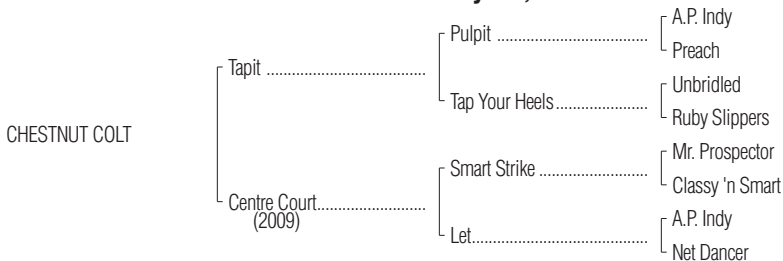 A.P. Indy
Pulpit
Preach
Tapit
Unbridled
Tap Your Heels
Ruby Slippers
CHESTNUT COLT
Mr. Prospector
Smart Strike
Classy 'n Smart
Centre Court
(2009)
A.P. Indy
Let
Net Dancer